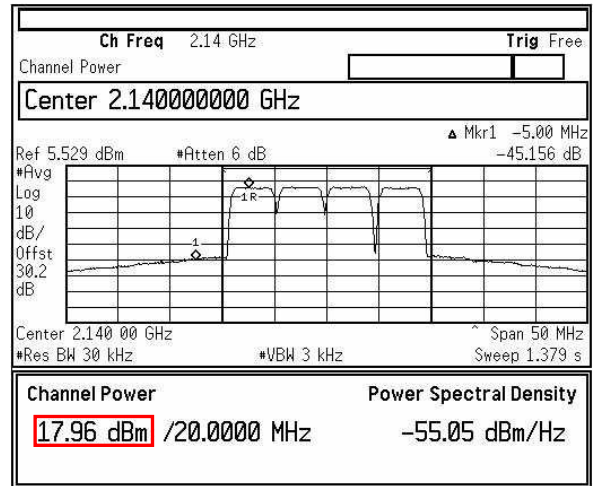 Ch Freq 2.14 GHz Trig Free
Channel Power
Center 2.140000000 GHz
Δ Mkr1 -5.00 MHz
Ref 5.529 dBm #Atten 6 dB -45.156 dB
#Avg
Log
10
dB/
Offst
30.2
dB
1R
1
Center 2.140 00 GHz ^ Span 50 MHz
#Res BW 30 kHz #VBW 3 kHz Sweep 1.379 s
Channel Power Power Spectral Density
17.96 dBm /20.0000 MHz -55.05 dBm/Hz